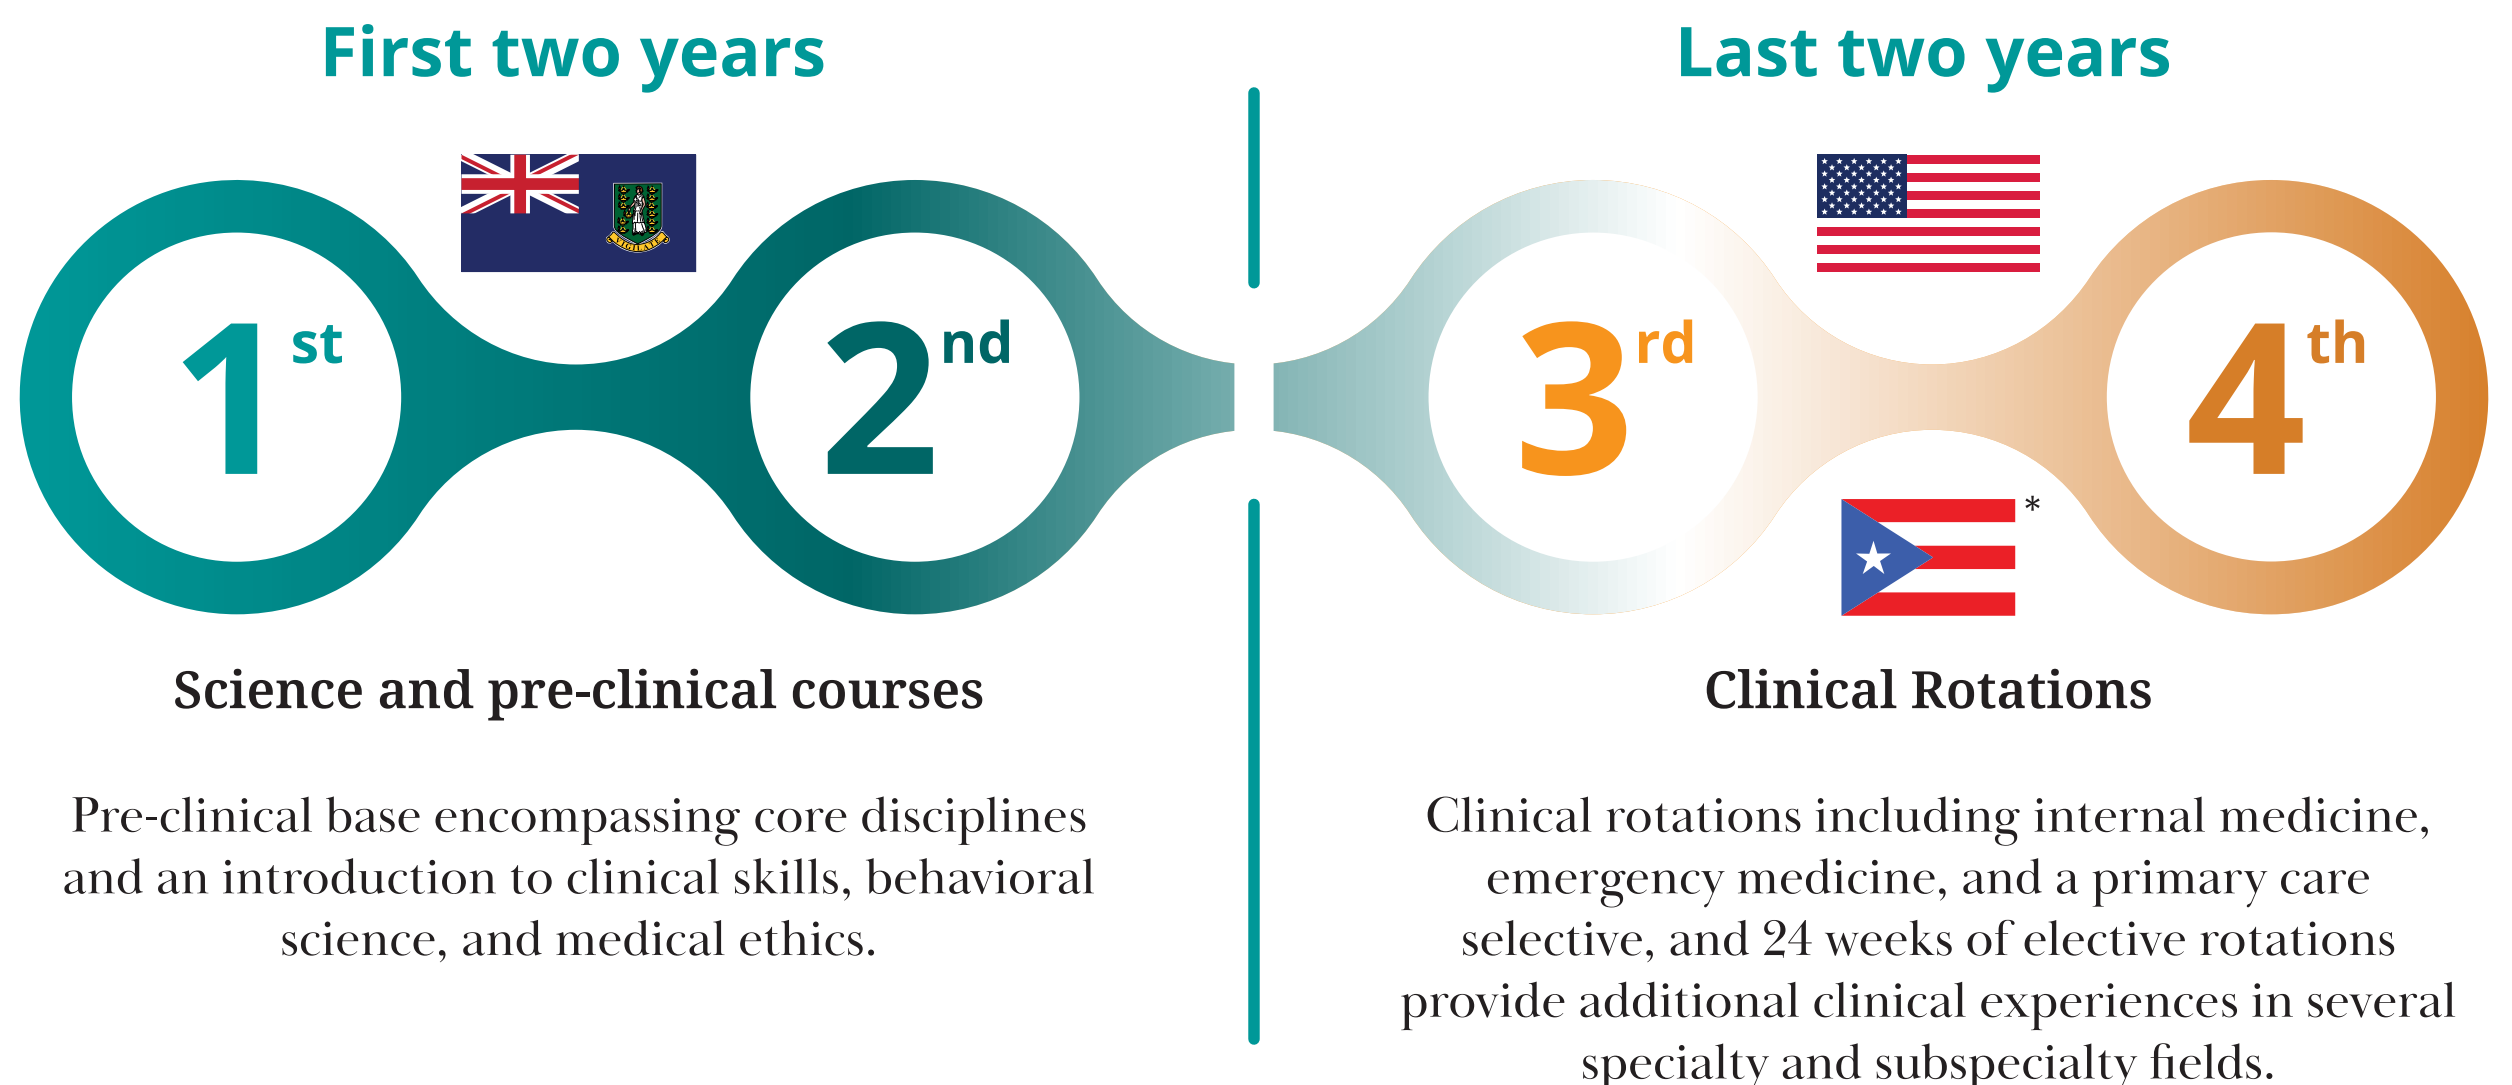 First two years
Last two years
VIGILATE
1st
2nd
3rd
4th
*
Science and pre-clinical courses
Pre-clinical base encompassing core disciplines
and an introduction to clinical skills, behavioral
science, and medical ethics.
Clinical Rotations
Clinical rotations including internal medicine,
emergency medicine, and a primary care
selective, and 24 weeks of elective rotations
provide additional clinical experiences in several
specialty and subspecialty fields.